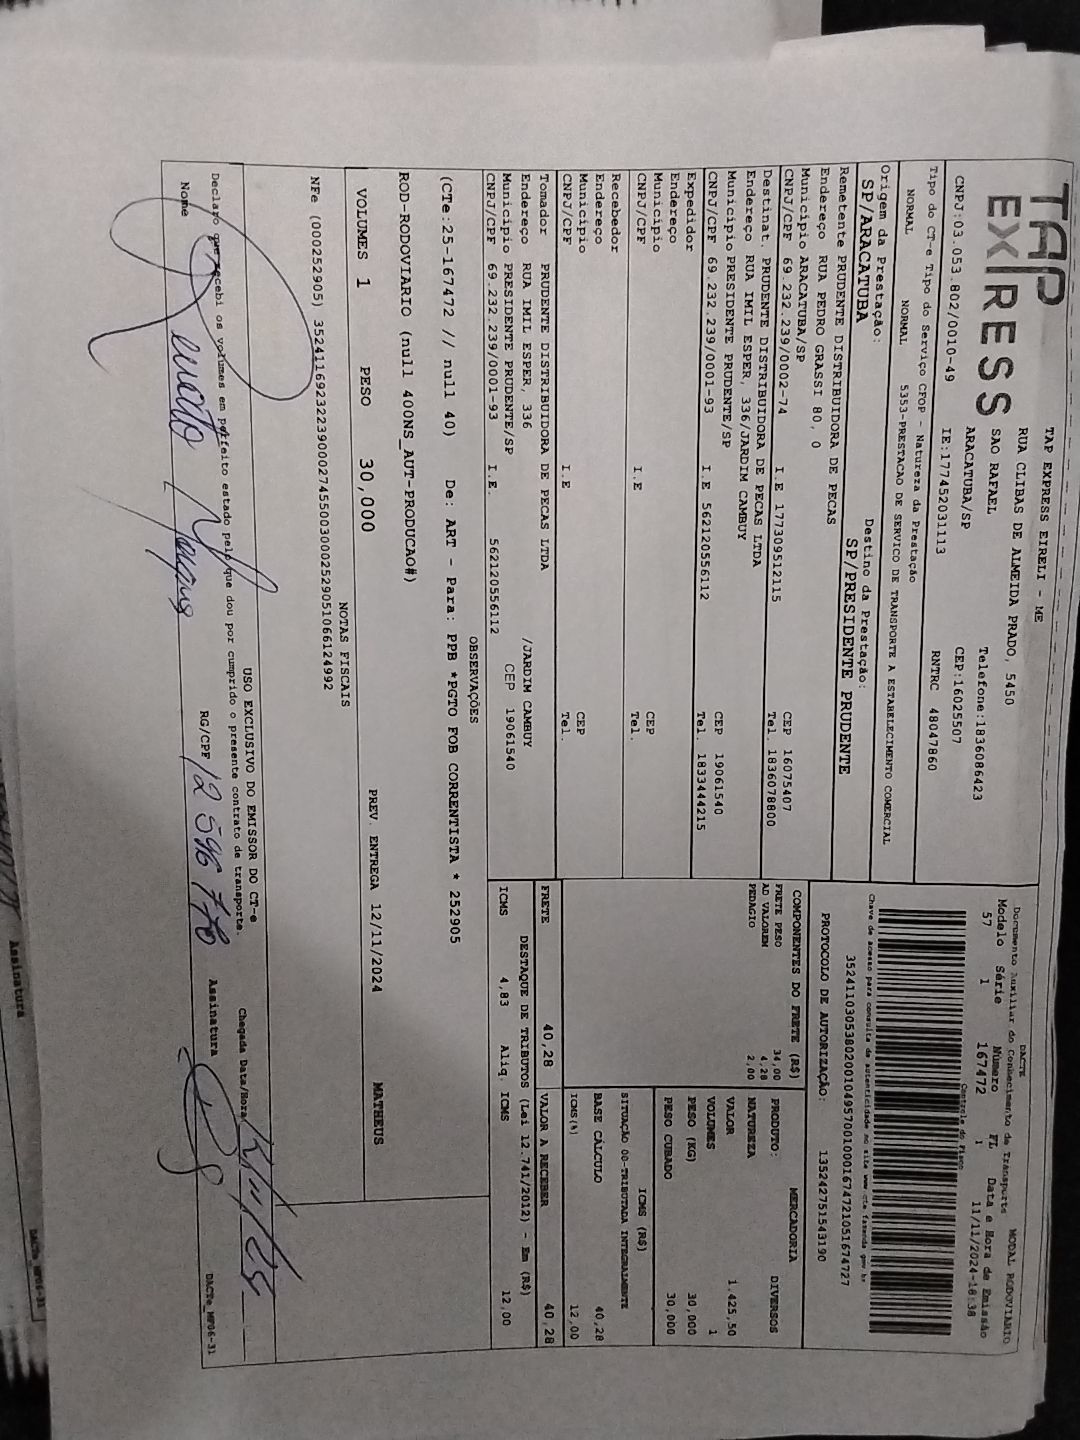 TAP
EXPRESS
TAP EXPRESS EIRELI - ME
RUA CLIBAS DE ALMEIDA PRADO, 5450
SAO RAFAEL
ARACATUBA/SP
Telefone:1836086423
CEP:16025507
CNPJ:03.053.802/0010-49 IE:177452031113 RNTRC 48047860
Tipo do CT-e Tipo do Serviço CFOP - Natureza da Prestação
NORMAL NORMAL 5353-PRESTACAO DE SERVICO DE TRANSPORTE A ESTABELECIMENTO COMERCIAL
Origem da Prestação: Destino da Prestação:
SP/ARACATUBA SP/PRESIDENTE PRUDENTE
Remetente PRUDENTE DISTRIBUIDORA DE PECAS
Endereço RUA PEDRO GRASSI 80, 0
Município ARACATUBA/SP CEP 16075407
CNPJ/CPF 69.232.239/0002-74 I.E 177309512115 Tel. 1836078800
Destinat. PRUDENTE DISTRIBUIDORA DE PECAS LTDA
Endereço RUA IMIL ESPER, 336/JARDIM CAMBUY
Município PRESIDENTE PRUDENTE/SP CEP 19061540
CNPJ/CPF 69.232.239/0001-93 I.E 562120556112 Tel. 1833444215
Expedidor
Endereço
Município CEP
CNPJ/CPF I.E Tel.
Recebedor
Endereço
Município CEP
CNPJ/CPF I.E Tel.
Tomador PRUDENTE DISTRIBUIDORA DE PECAS LTDA
Endereço RUA IMIL ESPER, 336 /JARDIM CAMBUY
Município PRESIDENTE PRUDENTE/SP CEP 19061540
CNPJ/CPF 69.232.239/0001-93 I.E. 562120556112
DACTE
Documento Auxiliar do Conhecimento de Transporte MODAL RODOVIARIO
Modelo Série Número FL Data e Hora de Emissão
57 1 167472 1 11/11/2024-18:38
Controle do Fisco
Chave de acesso para consulta de autenticidade no site www.cte.fazenda.gov.br
35241103053802001049570010001674721051674727
PROTOCOLO DE AUTORIZAÇÃO: 135242751543190
COMPONENTES DO FRETE (R$)
FRETE PESO 34,00
AD VALOREM 4,28
PEDAGIO 2,00
MERCADORIA
PRODUTO: DIVERSOS
NATUREZA
VALOR 1.425,50
VOLUMES 1
PESO (KG) 30,000
PESO CUBADO 30,000
ICMS (R$)
SITUAÇÃO 00-TRIBUTADA INTEGRALMENTE
BASE CÁLCULO 40,28
ICMS(%) 12,00
FRETE 40,28 VALOR A RECEBER 40,28
DESTAQUE DE TRIBUTOS (Lei 12.741/2012) - Em (R$)
ICMS 4,83 Aliq. ICMS 12,00
OBSERVAÇÕES
(CTe:25-167472 // null 40) De: ART - Para: PPB *PGTO FOB CORRENTISTA * 252905
ROD-RODOVIARIO (null 400NS_AUT-PRODUCAO#)
VOLUMES 1 PESO 30,000 PREV. ENTREGA 12/11/2024 MATHEUS
NOTAS FISCAIS
NFe (000252905) 35241169232239000274550030002529051066124992
USO EXCLUSIVO DO EMISSOR DO CT-e
Declaro que recebi os volumes em perfeito estado pelo que dou por cumprido o presente contrato de transporte.
Chegada Data/Hora
Nome RG/CPF 12 596 770 Assinatura
DACTe_MP06-31
Assinatura
DACTe_MP06-31